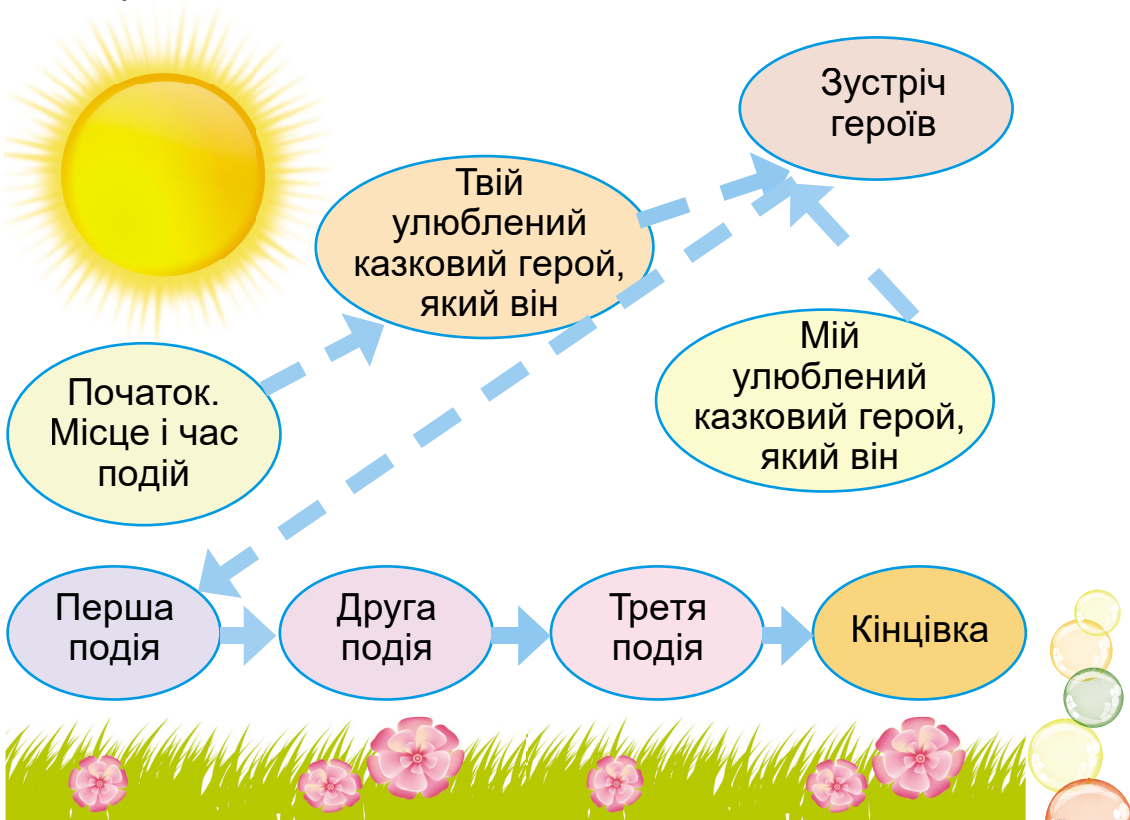 Початок.
Місце і час
подій
Твій
улюблений
казковий герой,
який він
Зустріч
героїв
Мій
улюблений
казковий герой,
який він
Перша
подія
Друга
подія
Третя
подія
Кінцівка